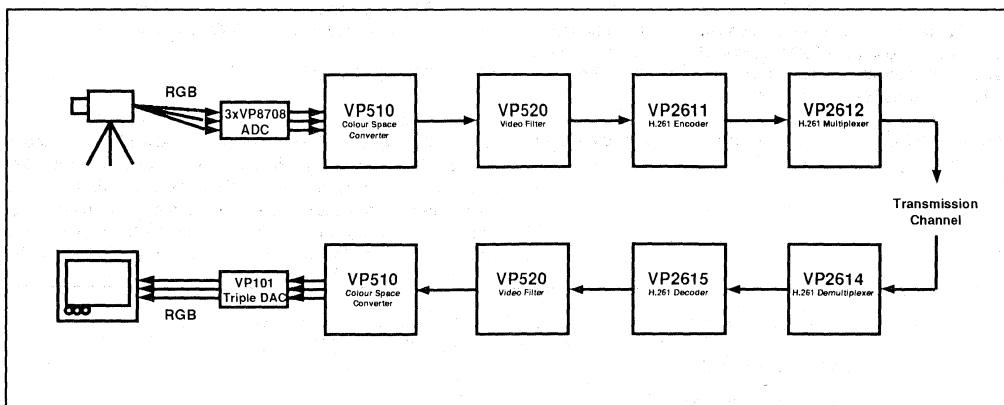 RGB
3xVP8708
ADC
VP510
Colour Space
Converter
VP520
Video Filter
VP2611
H.261 Encoder
VP2612
H.261 Multiplexer
Transmission
Channel
VP101
Triple DAC
RGB
VP510
Colour Space
Converter
VP520
Video Filter
VP2615
H.261 Decoder
VP2614
H.261 Demultiplexer